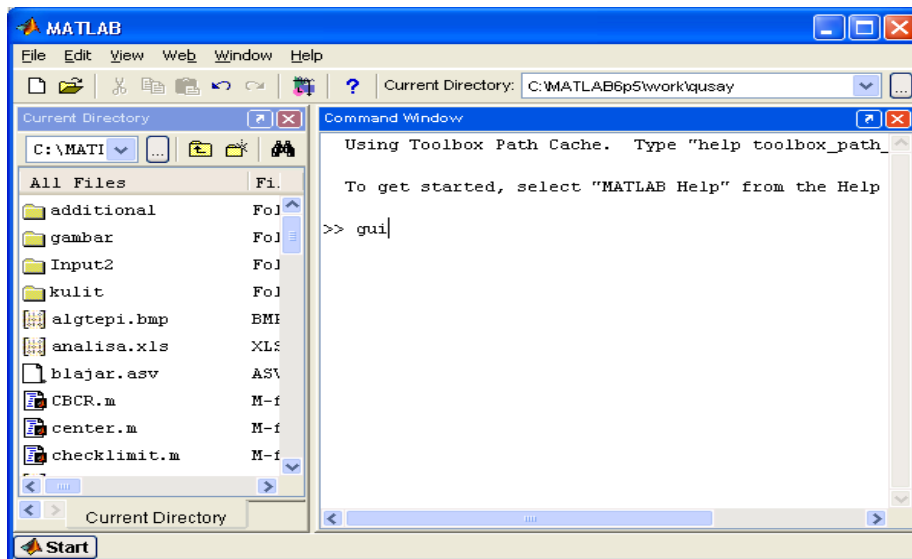 MATLAB
File Edit View Web Window Help
? Current Directory: C:\MATLAB6p5\work\qusay ...
Current Directory
C:\MATI ...
All Files Fi.
additional Fol
gambar Fol
Input2 Fol
kulit Fol
algtepi.bmp BMF
analisa.xls XLS
blajar.asv ASV
CBCR.m M-f
center.m M-f
checklimit.m M-f
Current Directory
Command Window
Using Toolbox Path Cache. Type "help toolbox_path_
To get started, select "MATLAB Help" from the Help
>> gui
Start